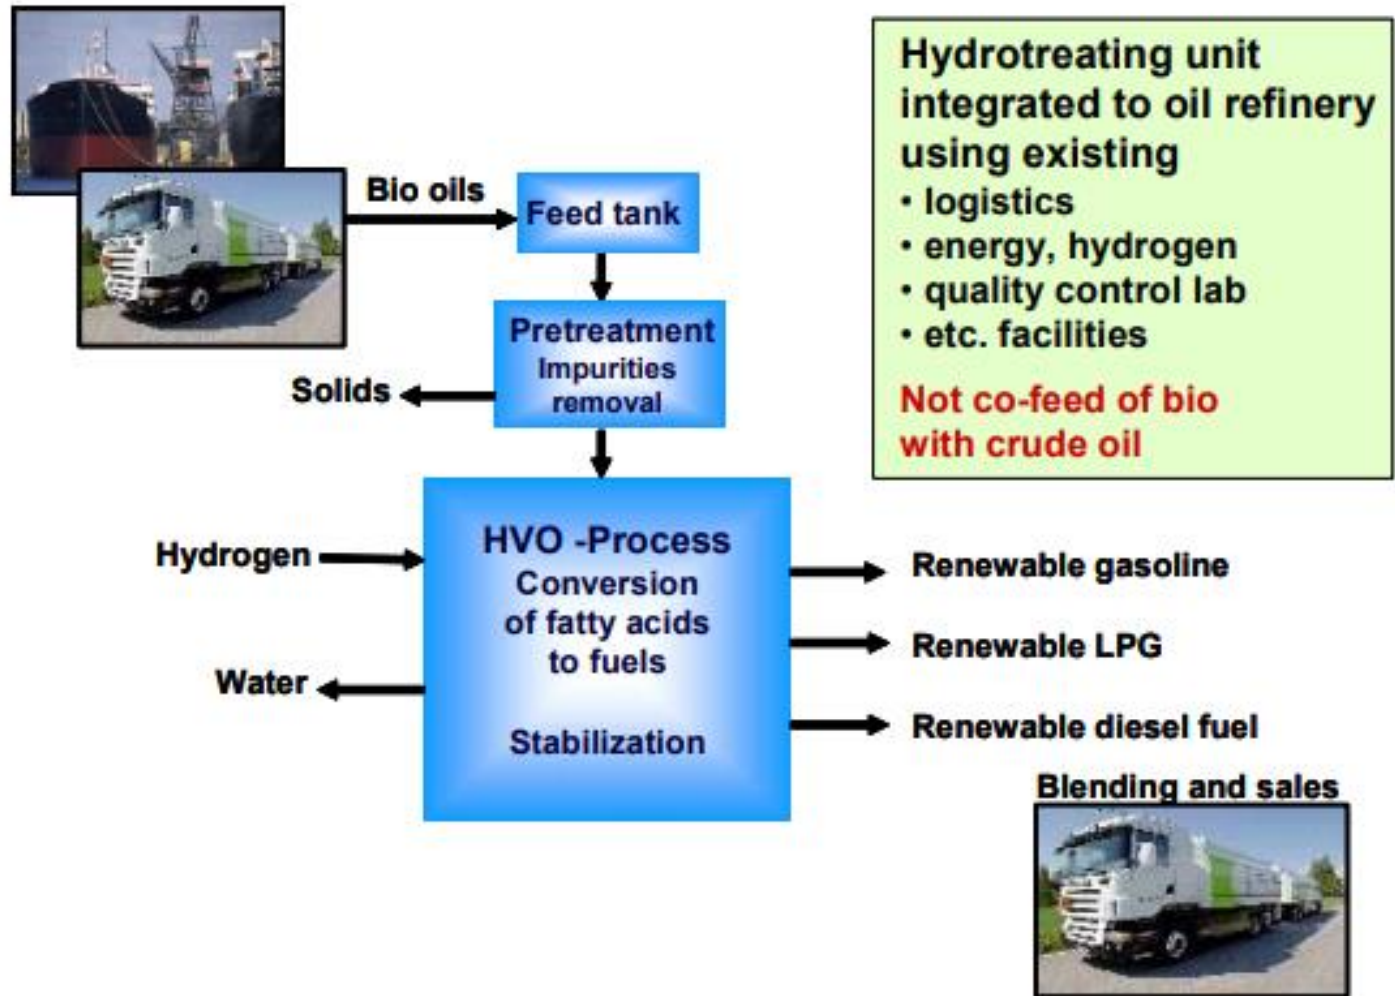 Hydrotreating unit
integrated to oil refinery
using existing
• logistics
• energy, hydrogen
• quality control lab
• etc. facilities
Not co-feed of bio
with crude oil
Bio oils
Feed tank
Pretreatment
Impurities
removal
Solids
HVO -Process
Conversion
of fatty acids
to fuels
Stabilization
Hydrogen
Water
Renewable gasoline
Renewable LPG
Renewable diesel fuel
Blending and sales